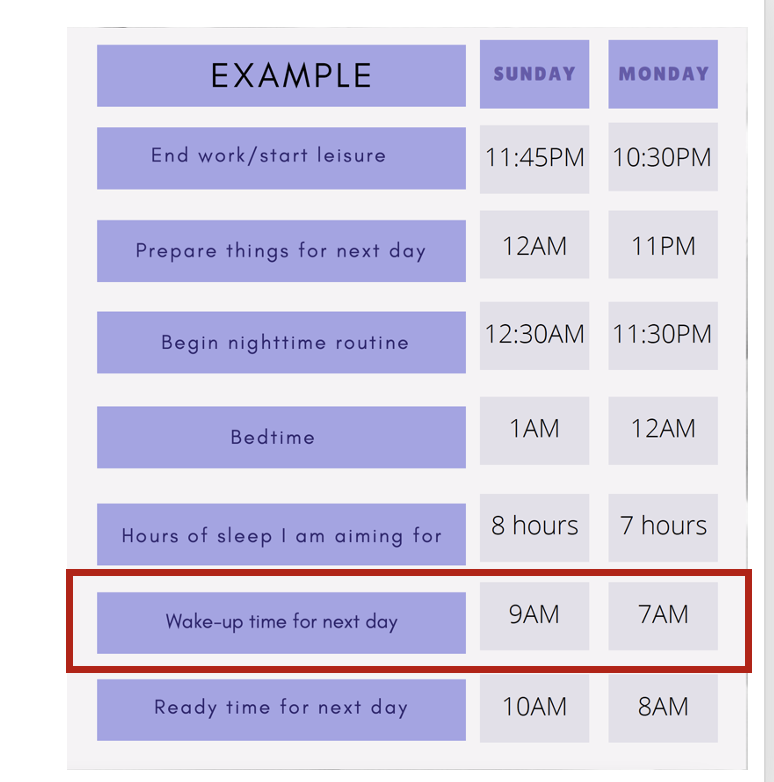 EXAMPLE SUNDAY MONDAY
End work/start leisure 11:45PM 10:30PM
Prepare things for next day 12AM 11PM
Begin nighttime routine 12:30AM 11:30PM
Bedtime 1AM 12AM
Hours of sleep I am aiming for 8 hours 7 hours
Wake-up time for next day 9AM 7AM
Ready time for next day 10AM 8AM